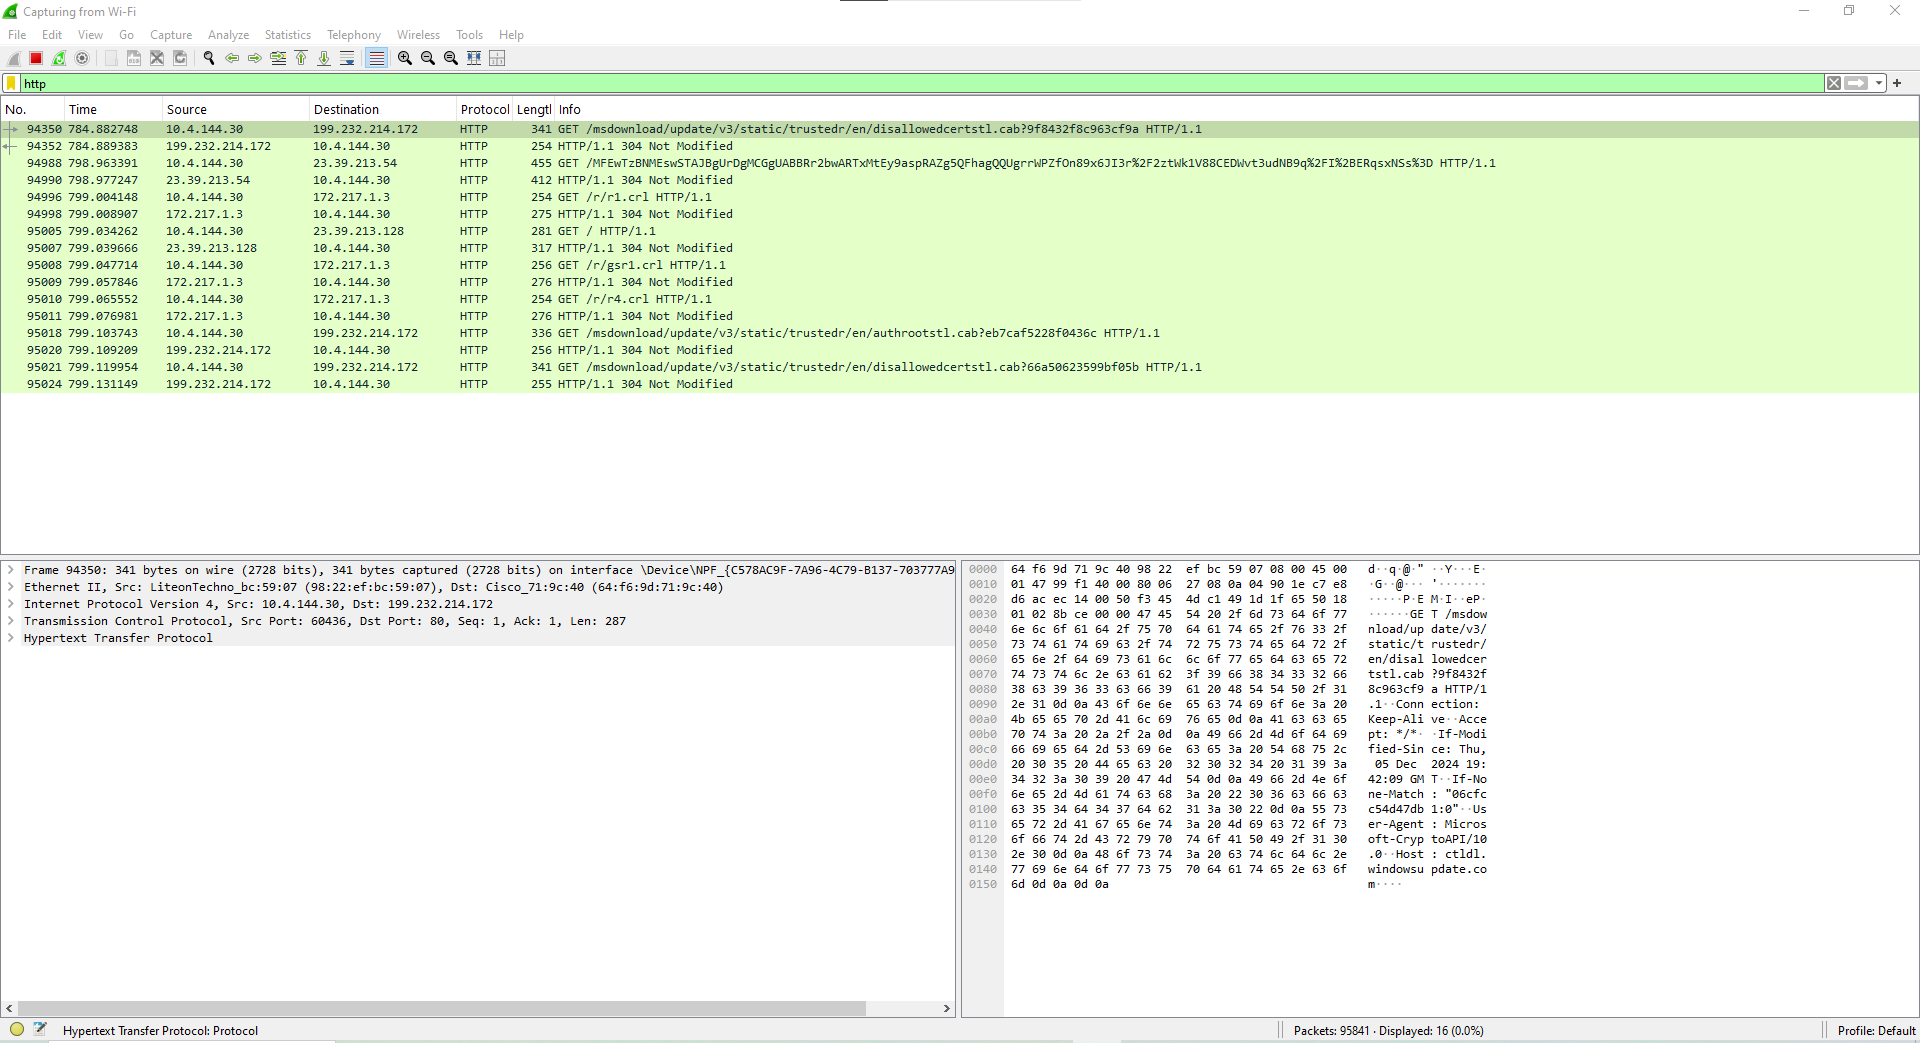 Capturing from Wi-Fi
File Edit View Go Capture Analyze Statistics Telephony Wireless Tools Help
http
No. Time Source Destination Protocol Lengtl Info
94350 784.882748 10.4.144.30 199.232.214.172 HTTP 341 GET /msdownload/update/v3/static/trustedr/en/disallowedcertstl.cab?9f8432f8c963cf9a HTTP/1.1
94352 784.889383 199.232.214.172 10.4.144.30 HTTP 254 HTTP/1.1 304 Not Modified
94988 798.963391 10.4.144.30 23.39.213.54 HTTP 455 GET /MFEwTzBNMEswSTAJBgUrDgMCGgUABBRr2bwARTxMtEy9aspRAZg5QFhagQQUgrrWPZfOn89x6JI3r%2F2ztWk1V88CEDWvt3udNB9q%2FI%2BERqsxNSs%3D HTTP/1.1
94990 798.977247 23.39.213.54 10.4.144.30 HTTP 412 HTTP/1.1 304 Not Modified
94996 799.004148 10.4.144.30 172.217.1.3 HTTP 254 GET /r/r1.crl HTTP/1.1
94998 799.008907 172.217.1.3 10.4.144.30 HTTP 275 HTTP/1.1 304 Not Modified
95005 799.034262 10.4.144.30 23.39.213.128 HTTP 281 GET / HTTP/1.1
95007 799.039666 23.39.213.128 10.4.144.30 HTTP 317 HTTP/1.1 304 Not Modified
95008 799.047714 10.4.144.30 172.217.1.3 HTTP 256 GET /r/gsr1.crl HTTP/1.1
95009 799.057846 172.217.1.3 10.4.144.30 HTTP 276 HTTP/1.1 304 Not Modified
95010 799.065552 10.4.144.30 172.217.1.3 HTTP 254 GET /r/r4.crl HTTP/1.1
95011 799.076981 172.217.1.3 10.4.144.30 HTTP 276 HTTP/1.1 304 Not Modified
95018 799.103743 10.4.144.30 199.232.214.172 HTTP 336 GET /msdownload/update/v3/static/trustedr/en/authrootstl.cab?eb7caf5228f0436c HTTP/1.1
95020 799.109209 199.232.214.172 10.4.144.30 HTTP 256 HTTP/1.1 304 Not Modified
95021 799.119954 10.4.144.30 199.232.214.172 HTTP 341 GET /msdownload/update/v3/static/trustedr/en/disallowedcertstl.cab?66a50623599bf05b HTTP/1.1
95024 799.131149 199.232.214.172 10.4.144.30 HTTP 255 HTTP/1.1 304 Not Modified
Frame 94350: 341 bytes on wire (2728 bits), 341 bytes captured (2728 bits) on interface \Device\NPF_{C578AC9F-7A96-4C79-B137-703777A9
Ethernet II, Src: LiteonTechno_bc:59:07 (98:22:ef:bc:59:07), Dst: Cisco_71:9c:40 (64:f6:9d:71:9c:40)
Internet Protocol Version 4, Src: 10.4.144.30, Dst: 199.232.214.172
Transmission Control Protocol, Src Port: 60436, Dst Port: 80, Seq: 1, Ack: 1, Len: 287
Hypertext Transfer Protocol
0000 64 f6 9d 71 9c 40 98 22 ef bc 59 07 08 00 45 00 d··q·@·" ··Y···E·
0010 01 47 99 f1 40 00 80 06 27 08 0a 04 90 1e c7 e8 ·G··@··· '·······
0020 d6 ac ec 14 00 50 f3 45 4d c1 49 1d 1f 65 50 18 ·····P·E M·I··eP·
0030 01 02 8b ce 00 00 47 45 54 20 2f 6d 73 64 6f 77 ······GE T /msdow
0040 6e 6c 6f 61 64 2f 75 70 64 61 74 65 2f 76 33 2f nload/up date/v3/
0050 73 74 61 74 69 63 2f 74 72 75 73 74 65 64 72 2f static/t rustedr/
0060 65 6e 2f 64 69 73 61 6c 6c 6f 77 65 64 63 65 72 en/disal lowedcer
0070 74 73 74 6c 2e 63 61 62 3f 39 66 38 34 33 32 66 tstl.cab ?9f8432f
0080 38 63 39 36 33 63 66 39 61 20 48 54 54 50 2f 31 8c963cf9 a HTTP/1
0090 2e 31 0d 0a 43 6f 6e 6e 65 63 74 69 6f 6e 3a 20 .1··Conn ection:
00a0 4b 65 65 70 2d 41 6c 69 76 65 0d 0a 41 63 63 65 Keep-Ali ve··Acce
00b0 70 74 3a 20 2a 2f 2a 0d 0a 49 66 2d 4d 6f 64 69 pt: */*· ·If-Modi
00c0 66 69 65 64 2d 53 69 6e 63 65 3a 20 54 68 75 2c fied-Sin ce: Thu,
00d0 20 30 35 20 44 65 63 20 32 30 32 34 20 31 39 3a 05 Dec 2024 19:
00e0 34 32 3a 30 39 20 47 4d 54 0d 0a 49 66 2d 4e 6f 42:09 GM T··If-No
00f0 6e 65 2d 4d 61 74 63 68 3a 20 22 30 36 63 66 63 ne-Match : "06cfc
0100 63 35 34 64 34 37 64 62 31 3a 30 22 0d 0a 55 73 c54d47db 1:0"··Us
0110 65 72 2d 41 67 65 6e 74 3a 20 4d 69 63 72 6f 73 er-Agent : Micros
0120 6f 66 74 2d 43 72 79 70 74 6f 41 50 49 2f 31 30 oft-Cryp toAPI/10
0130 2e 30 0d 0a 48 6f 73 74 3a 20 63 74 6c 64 6c 2e .0··Host : ctldl.
0140 77 69 6e 64 6f 77 73 75 70 64 61 74 65 2e 63 6f windowsu pdate.co
0150 6d 0d 0a 0d 0a m····
Hypertext Transfer Protocol: Protocol Packets: 95841 · Displayed: 16 (0.0%) Profile: Default